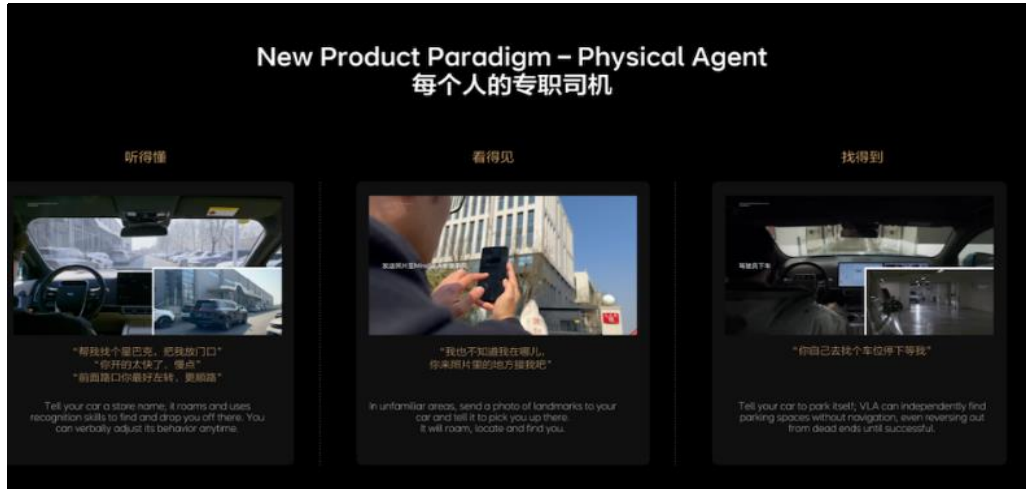 New Product Paradigm – Physical Agent
每个人的专职司机
听得懂
看得见
找得到
驾驶员下车
“帮我找个星巴克，把我放门口”
“你开的太快了，慢点”
“前面路口你最好左转，更顺路”
“我也不知道我在哪儿，
你来照片里的地方接我吧”
“你自己去找个车位停下等我”
Tell your car a store name; it roams and uses
recognition skills to find and drop you off there. You
can verbally adjust its behavior anytime.
In unfamiliar areas, send a photo of landmarks to your
car and tell it to pick you up there.
It will roam, locate and find you.
Tell your car to park itself; VLA can independently find
parking spaces without navigation, even reversing out
from dead ends until successful.